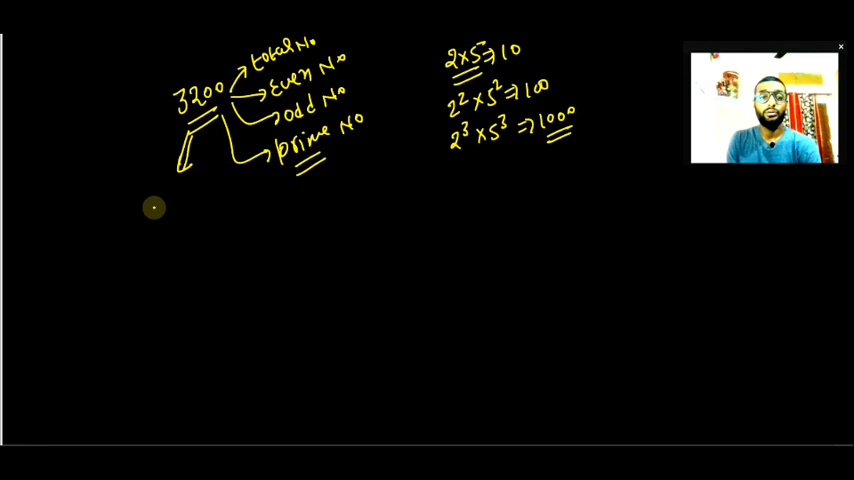 total No
3200
Even No
odd No
prime No
2×5⇒10
2²×5²⇒100
2³×5³⇒1000